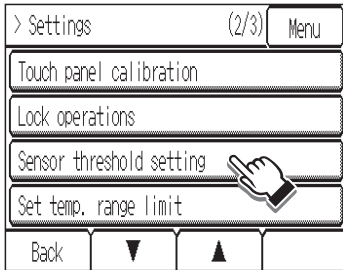 > Settings (2/3) Menu
Touch panel calibration
Lock operations
Sensor threshold setting
Set temp. range limit
Back ▼ ▲